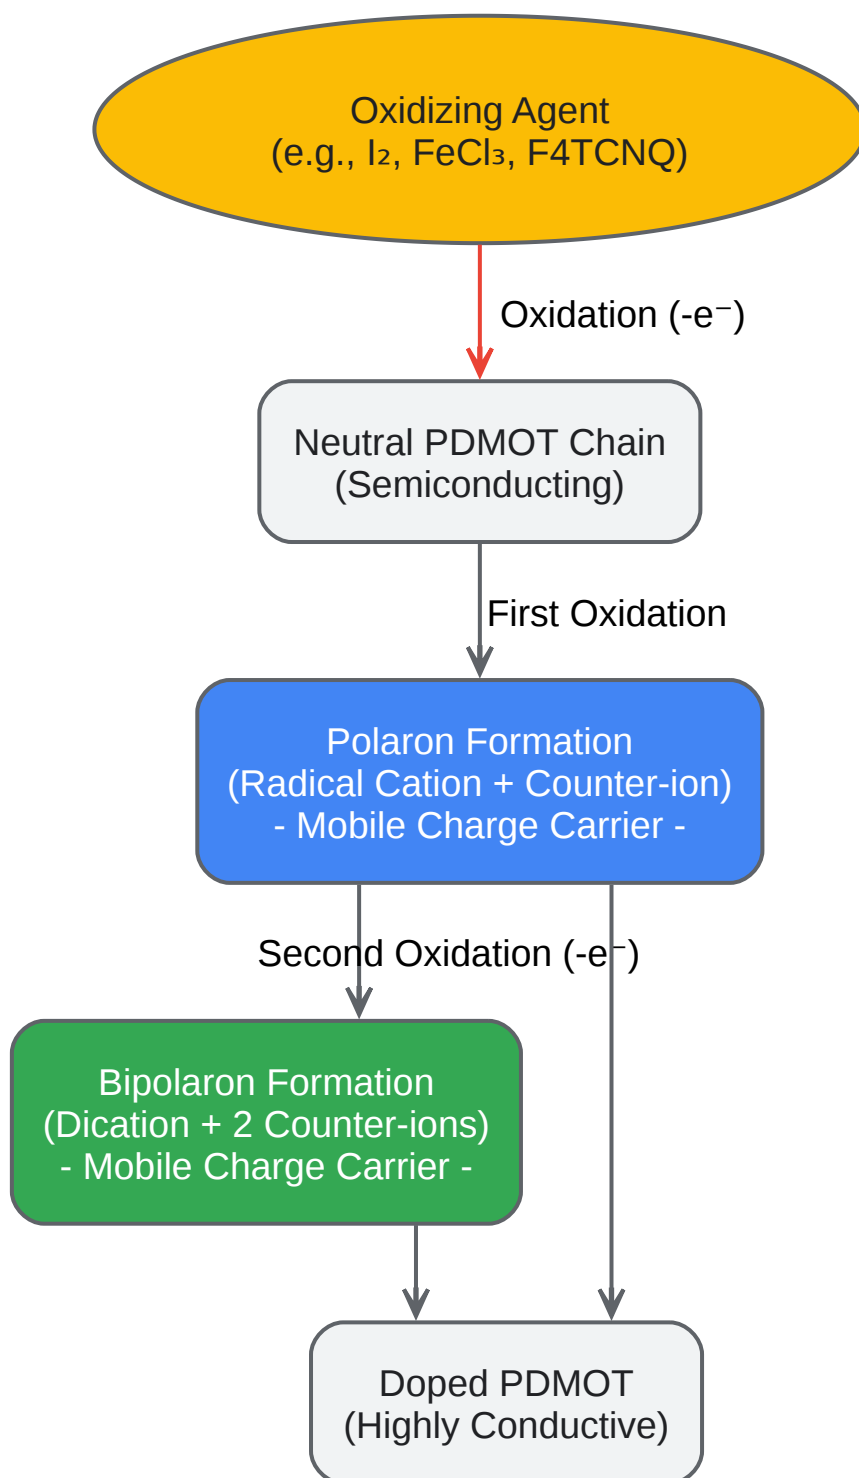 Oxidizing Agent
(e.g., I₂, FeCl₃, F4TCNQ)
Oxidation (-e⁻)
Neutral PDMOT Chain
(Semiconducting)
First Oxidation
Polaron Formation
(Radical Cation + Counter-ion)
- Mobile Charge Carrier -
Second Oxidation (-e⁻)
Bipolaron Formation
(Dication + 2 Counter-ions)
- Mobile Charge Carrier -
Doped PDMOT
(Highly Conductive)